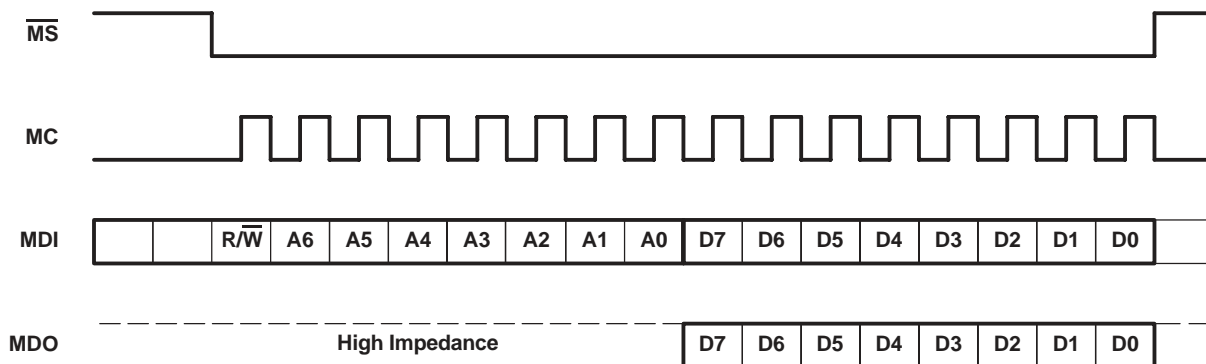 M̅S̅
MC
MDI R/W̅ A6 A5 A4 A3 A2 A1 A0 D7 D6 D5 D4 D3 D2 D1 D0
MDO High Impedance D7 D6 D5 D4 D3 D2 D1 D0